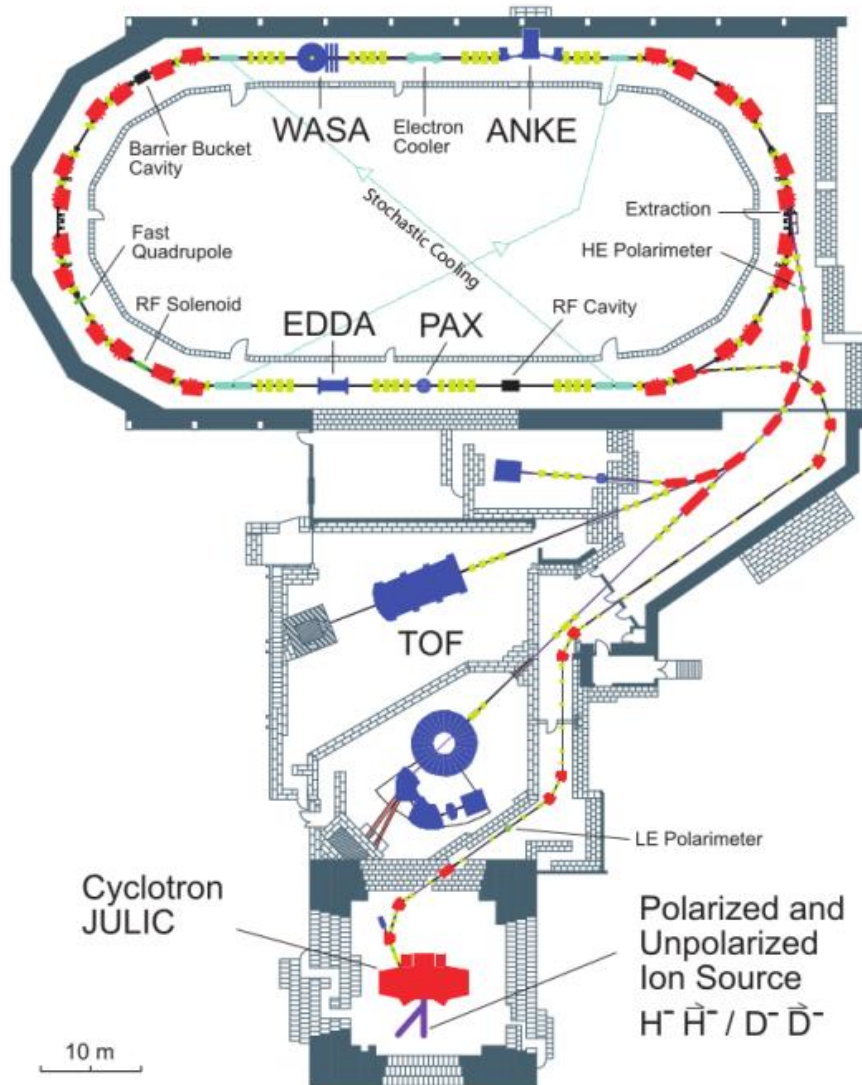 WASA
Electron
Cooler
ANKE
Barrier Bucket
Cavity
Stochastic Cooling
Extraction
Fast
Quadrupole
HE Polarimeter
RF Solenoid
EDDA
PAX
RF Cavity
TOF
LE Polarimeter
Cyclotron
JULIC
Polarized and
Unpolarized
Ion Source
H⁻ H⃗⁻ / D⁻ D⃗⁻
10 m